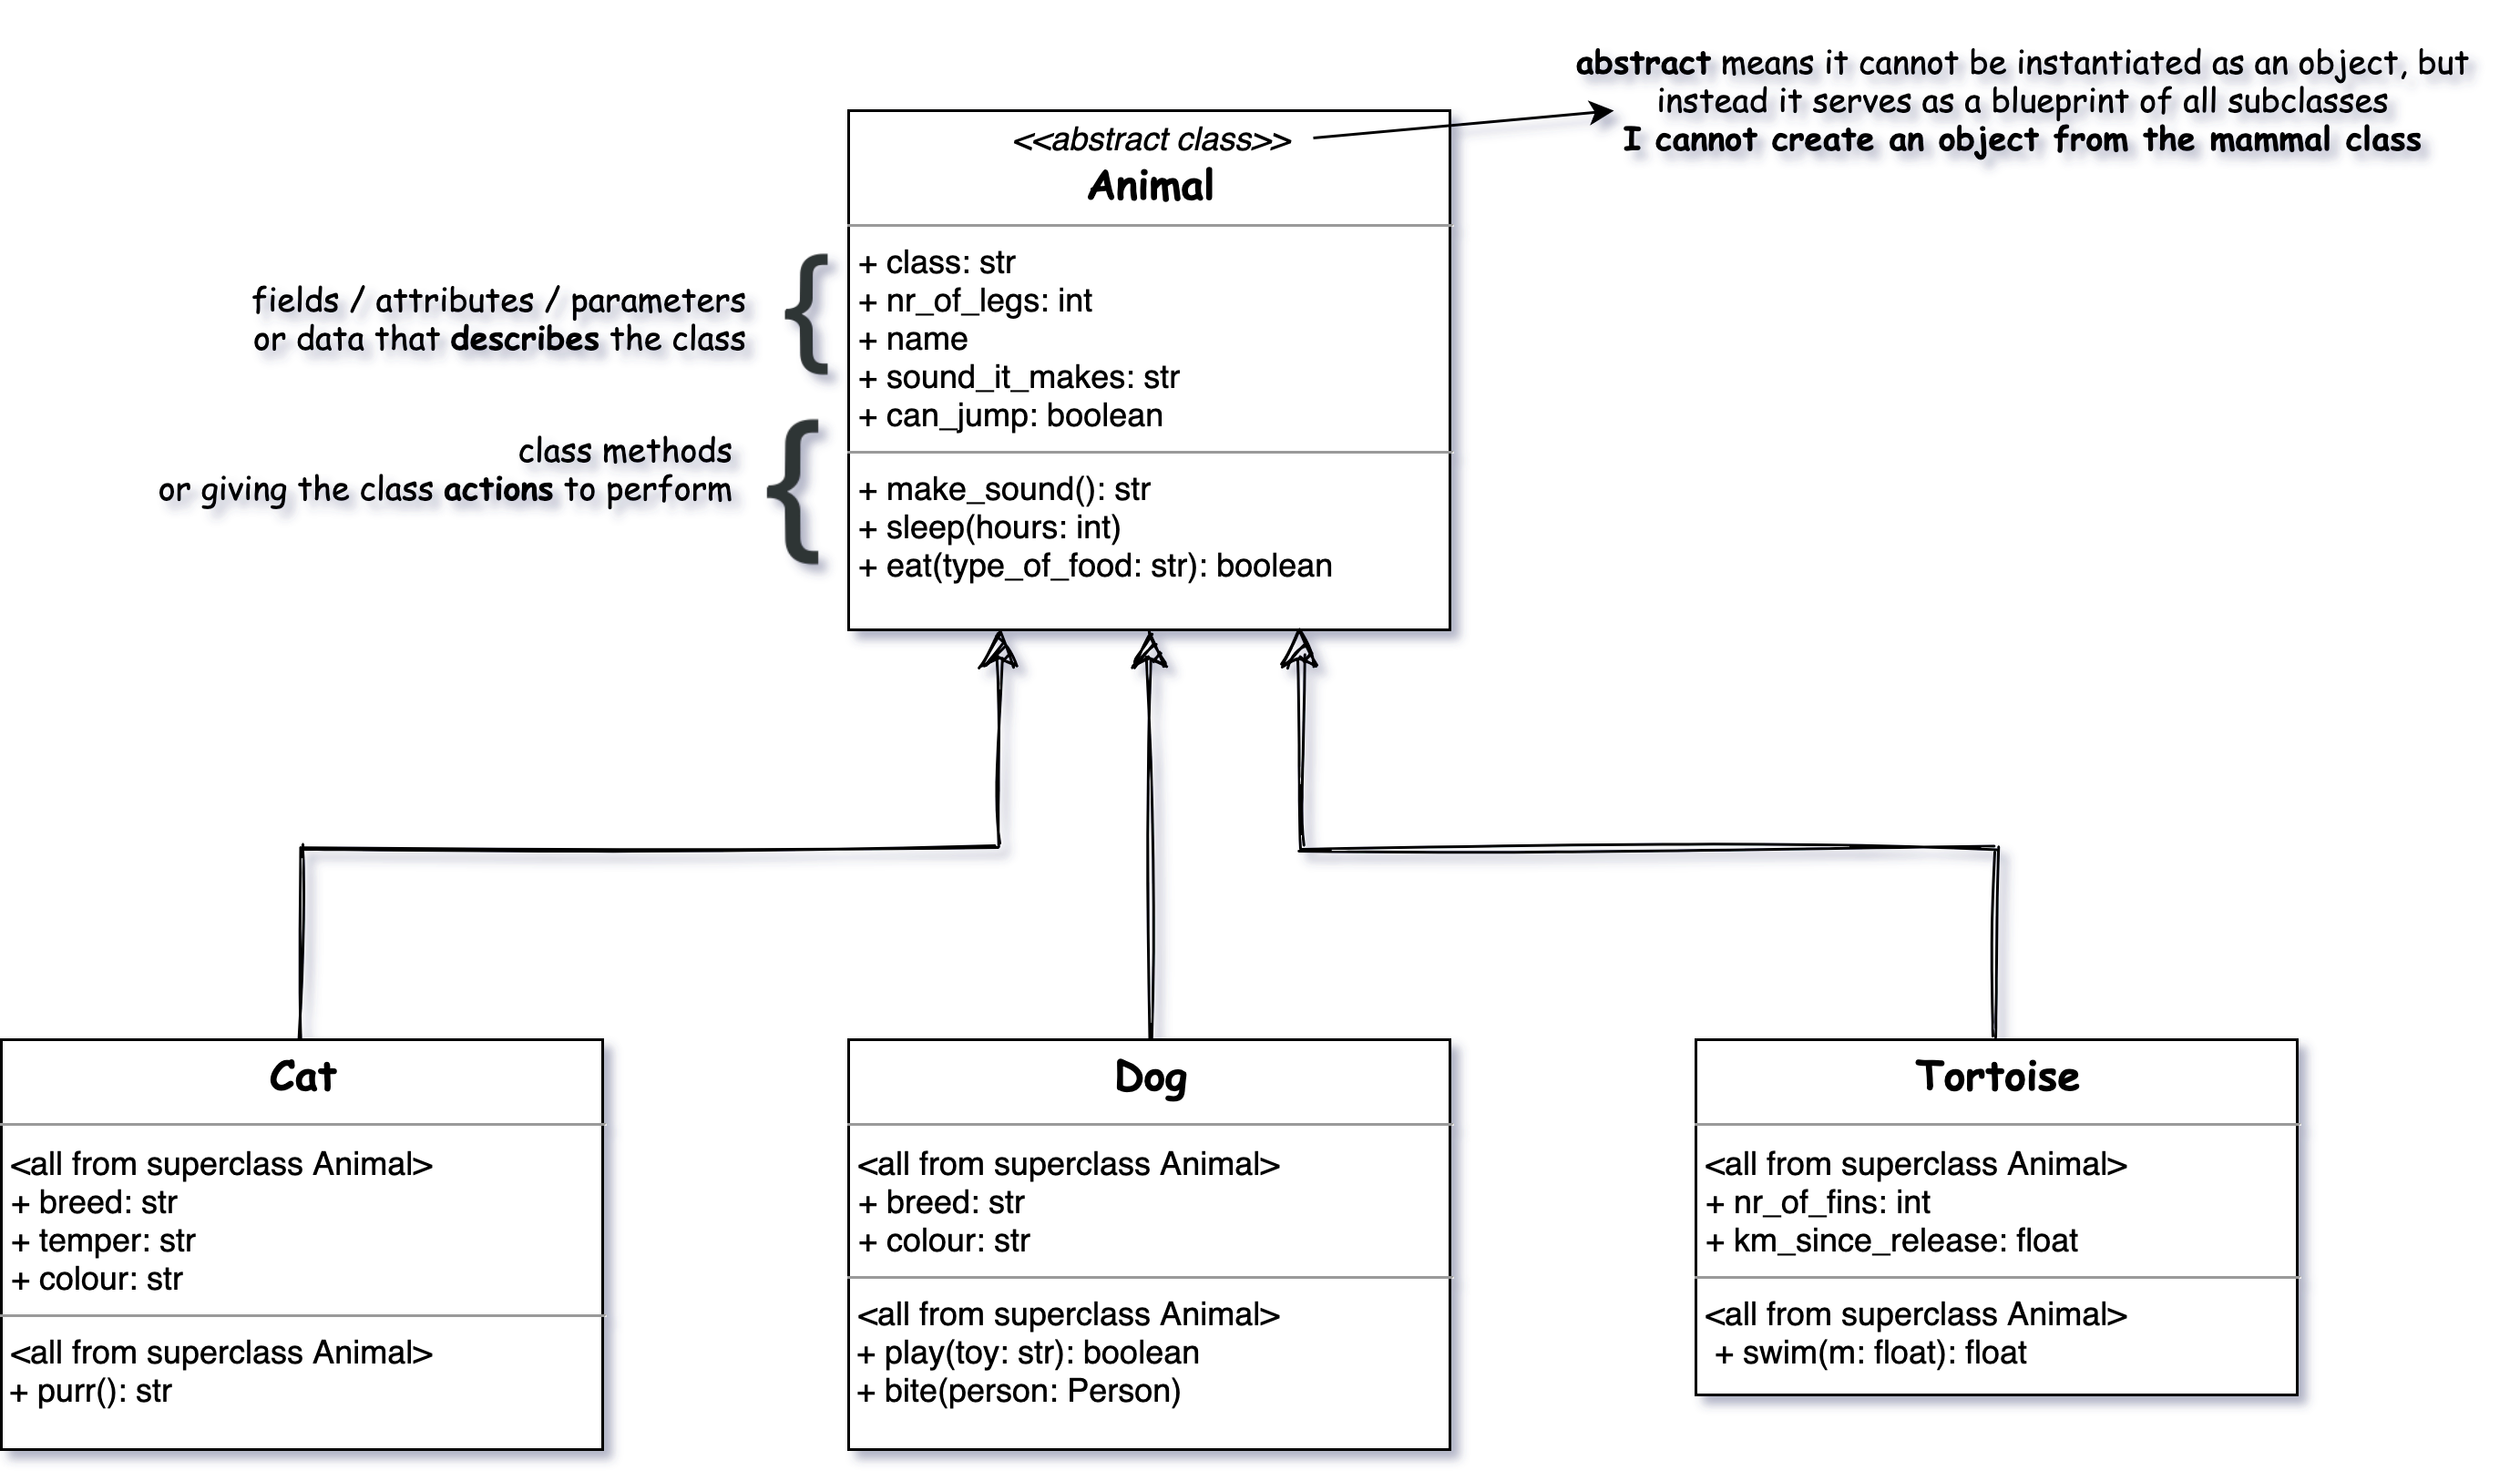 abstract means it cannot be instantiated as an object, but
instead it serves as a blueprint of all subclasses
I cannot create an object from the mammal class
<<abstract class>>
Animal
fields / attributes / parameters
or data that describes the class
+ class: str
+ nr_of_legs: int
+ name
+ sound_it_makes: str
+ can_jump: boolean
class methods
or giving the class actions to perform
+ make_sound(): str
+ sleep(hours: int)
+ eat(type_of_food: str): boolean
Cat
<all from superclass Animal>
+ breed: str
+ temper: str
+ colour: str
<all from superclass Animal>
+ purr(): str
Dog
<all from superclass Animal>
+ breed: str
+ colour: str
<all from superclass Animal>
+ play(toy: str): boolean
+ bite(person: Person)
Tortoise
<all from superclass Animal>
+ nr_of_fins: int
+ km_since_release: float
<all from superclass Animal>
+ swim(m: float): float